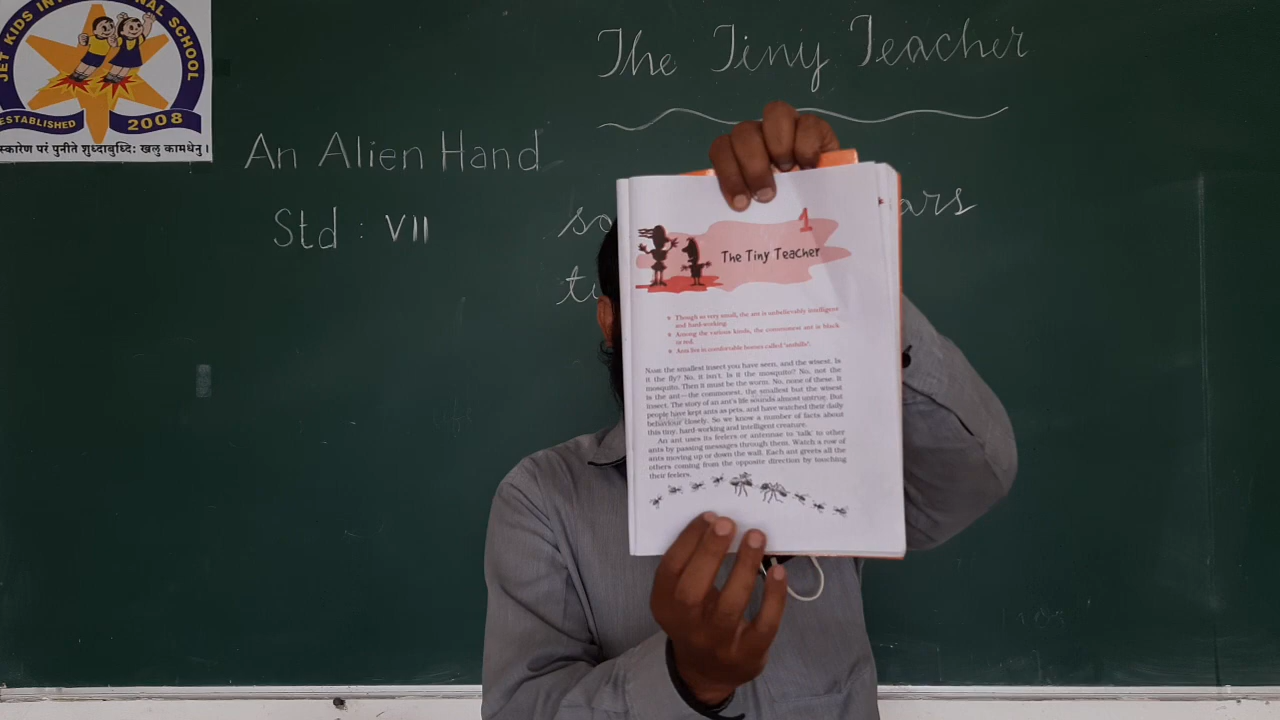 JET KIDS INTERNATIONAL SCHOOL
ESTABLISHED 2008
संस्कारेण परं पुनीते शुध्दाबुध्दिः खलु कामधेनु।
The Tiny Teacher
An Alien Hand
Std : VII
1
The Tiny Teacher
Though so very small, the ant is unbelievably intelligent
and hard-working.
Among the various kinds, the commonest ant is black
or red.
Ants live in comfortable homes called 'anthills'.
Name the smallest insect you have seen, and the wisest. Is
it the fly? No, it isn't. Is it the mosquito? No, not the
mosquito. Then it must be the worm. No, none of these. It
is the ant—the commonest, the smallest but the wisest
insect. The story of an ant's life sounds almost untrue. But
people have kept ants as pets, and have watched their daily
behaviour closely. So we know a number of facts about
this tiny, hard-working and intelligent creature.
An ant uses its feelers or antennae to 'talk' to other
ants by passing messages through them. Watch a row of
ants moving up or down the wall. Each ant greets all the
others coming from the opposite direction by touching
their feelers.